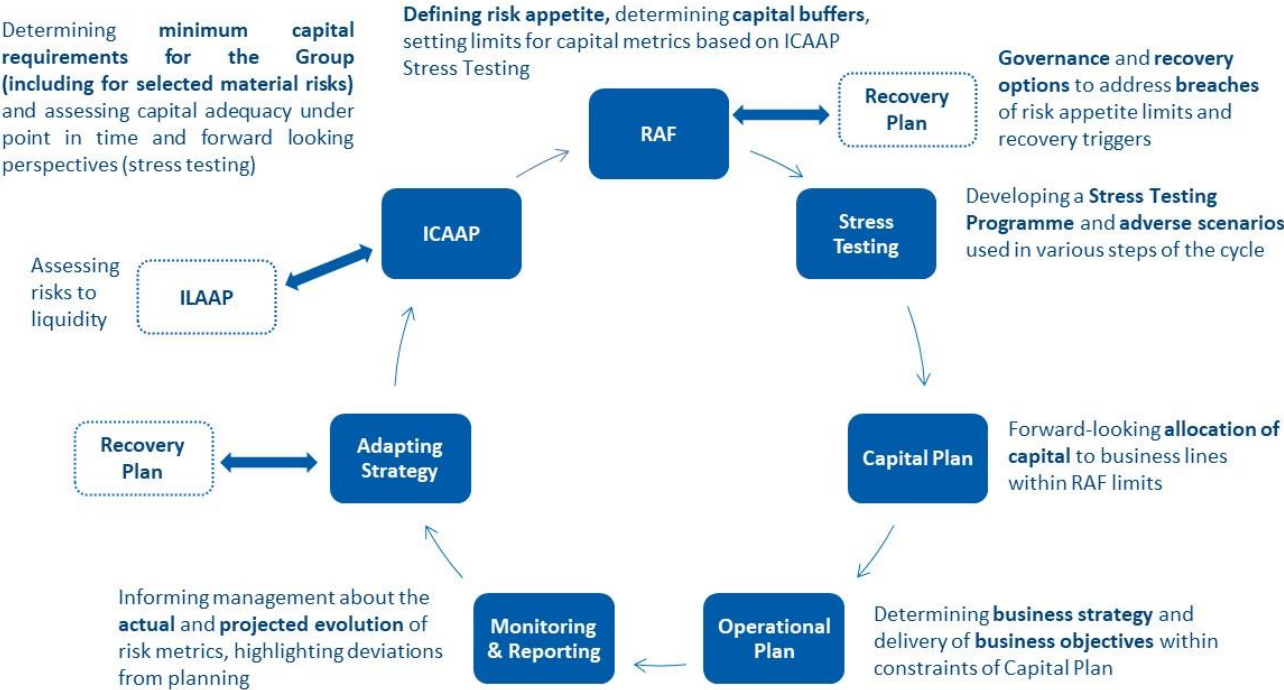 Determining minimum capital
requirements for the Group
(including for selected material risks)
and assessing capital adequacy under
point in time and forward looking
perspectives (stress testing)
Defining risk appetite, determining capital buffers,
setting limits for capital metrics based on ICAAP
Stress Testing
RAF
Recovery
Plan
Governance and recovery
options to address breaches
of risk appetite limits and
recovery triggers
ICAAP
Stress
Testing
Developing a Stress Testing
Programme and adverse scenarios
used in various steps of the cycle
Assessing
risks to
liquidity
ILAAP
Recovery
Plan
Adapting
Strategy
Capital Plan
Forward-looking allocation of
capital to business lines
within RAF limits
Informing management about the
actual and projected evolution of
risk metrics, highlighting deviations
from planning
Monitoring
& Reporting
Operational
Plan
Determining business strategy and
delivery of business objectives within
constraints of Capital Plan